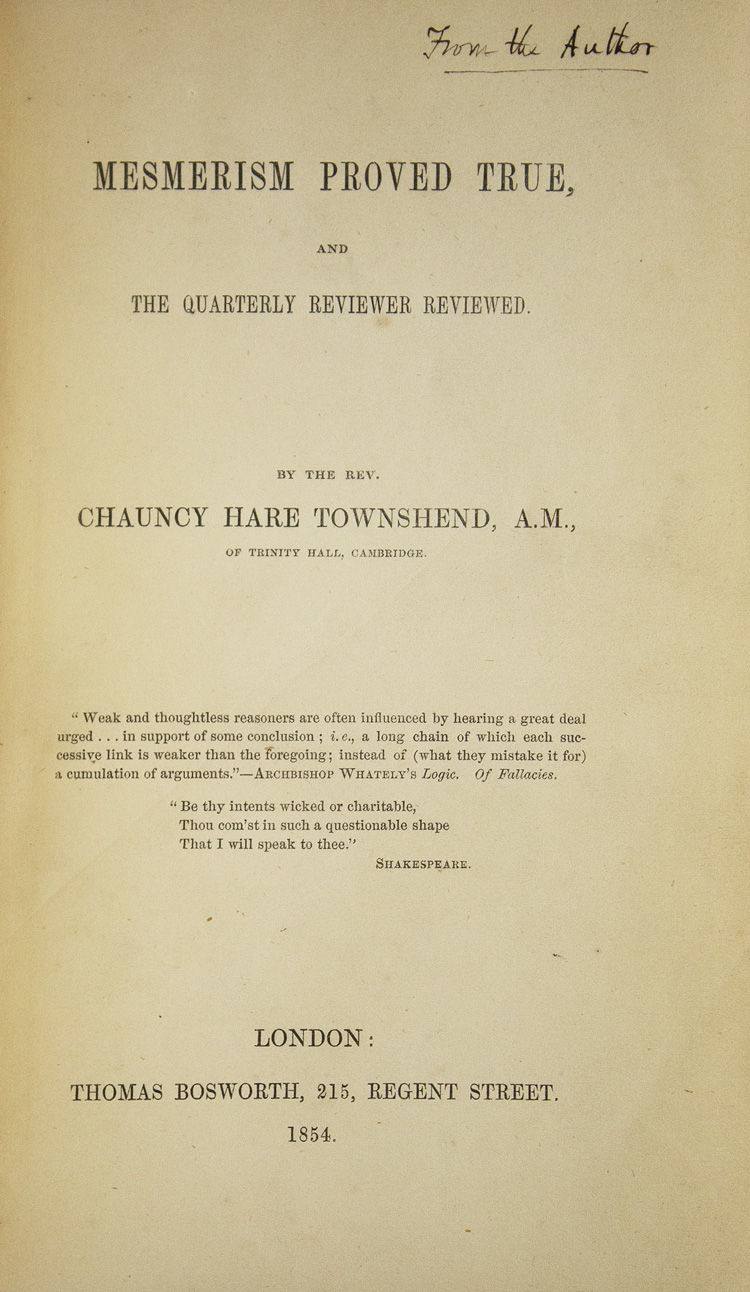 From the Author
MESMERISM PROVED TRUE,
AND
THE QUARTERLY REVIEWER REVIEWED.
BY THE REV.
CHAUNCY HARE TOWNSHEND, A.M.,
OF TRINITY HALL, CAMBRIDGE.
“ Weak and thoughtless reasoners are often influenced by hearing a great deal
urged . . . in support of some conclusion ; i.e., a long chain of which each suc-
cessive link is weaker than the foregoing; instead of (what they mistake it for)
a cumulation of arguments.”—ARCHBISHOP WHATELY'S Logic. Of Fallacies.
“ Be thy intents wicked or charitable,
Thou com'st in such a questionable shape
That I will speak to thee.”
SHAKESPEARE.
LONDON:
THOMAS BOSWORTH, 215, REGENT STREET.
1854.